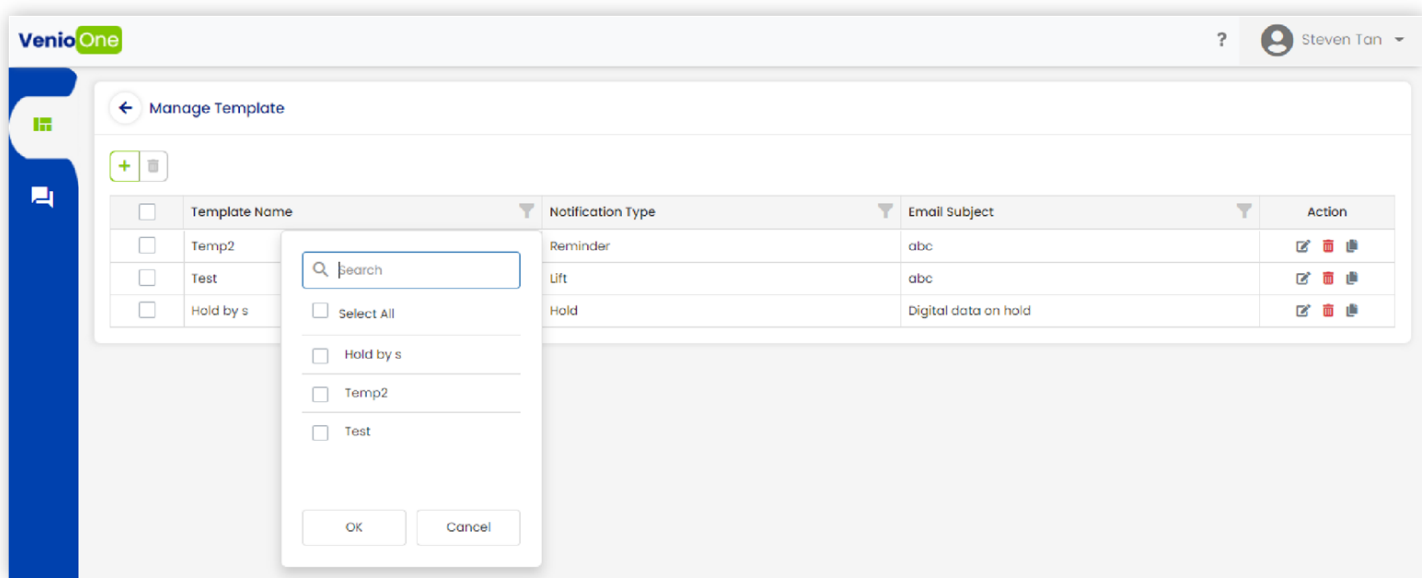 VenioOne
? Steven Tan
Manage Template
+
Template Name Notification Type Email Subject Action
Temp2 Reminder abc
Test Lift abc
Hold by s Hold Digital data on hold
Search
Select All
Hold by s
Temp2
Test
OK Cancel